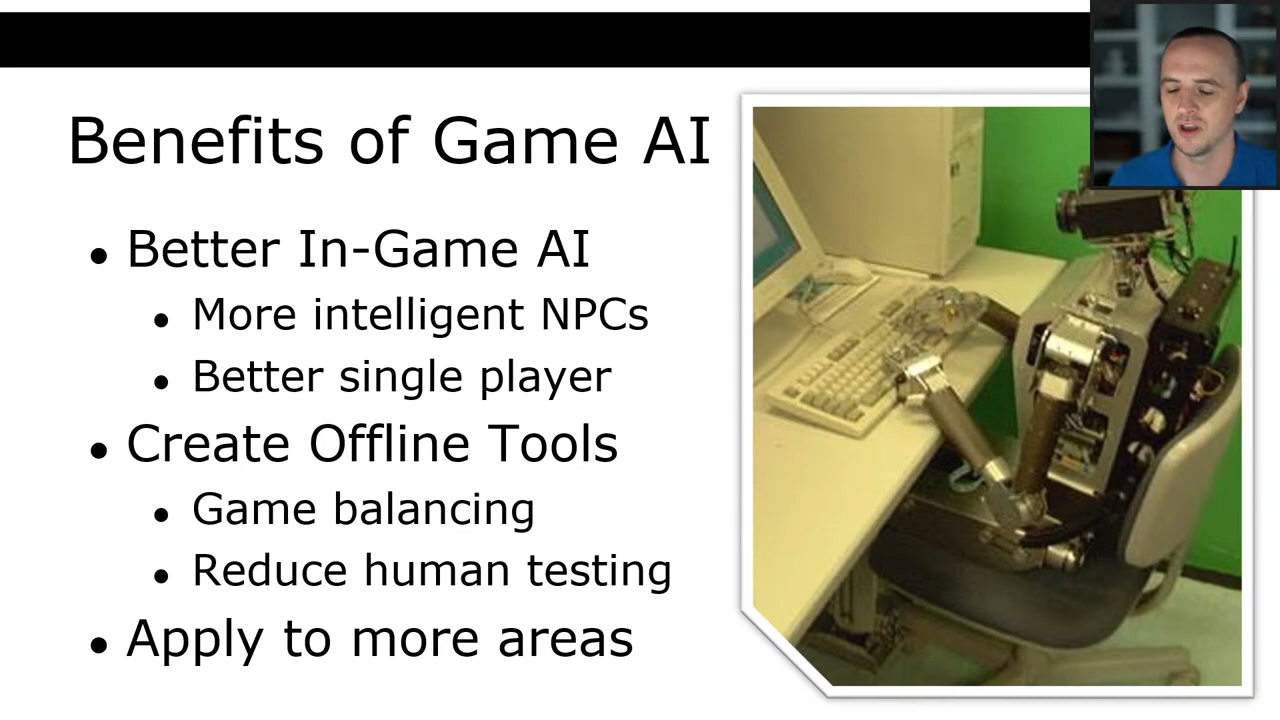 Benefits of Game AI
• Better In-Game AI
• More intelligent NPCs
• Better single player
• Create Offline Tools
• Game balancing
• Reduce human testing
• Apply to more areas